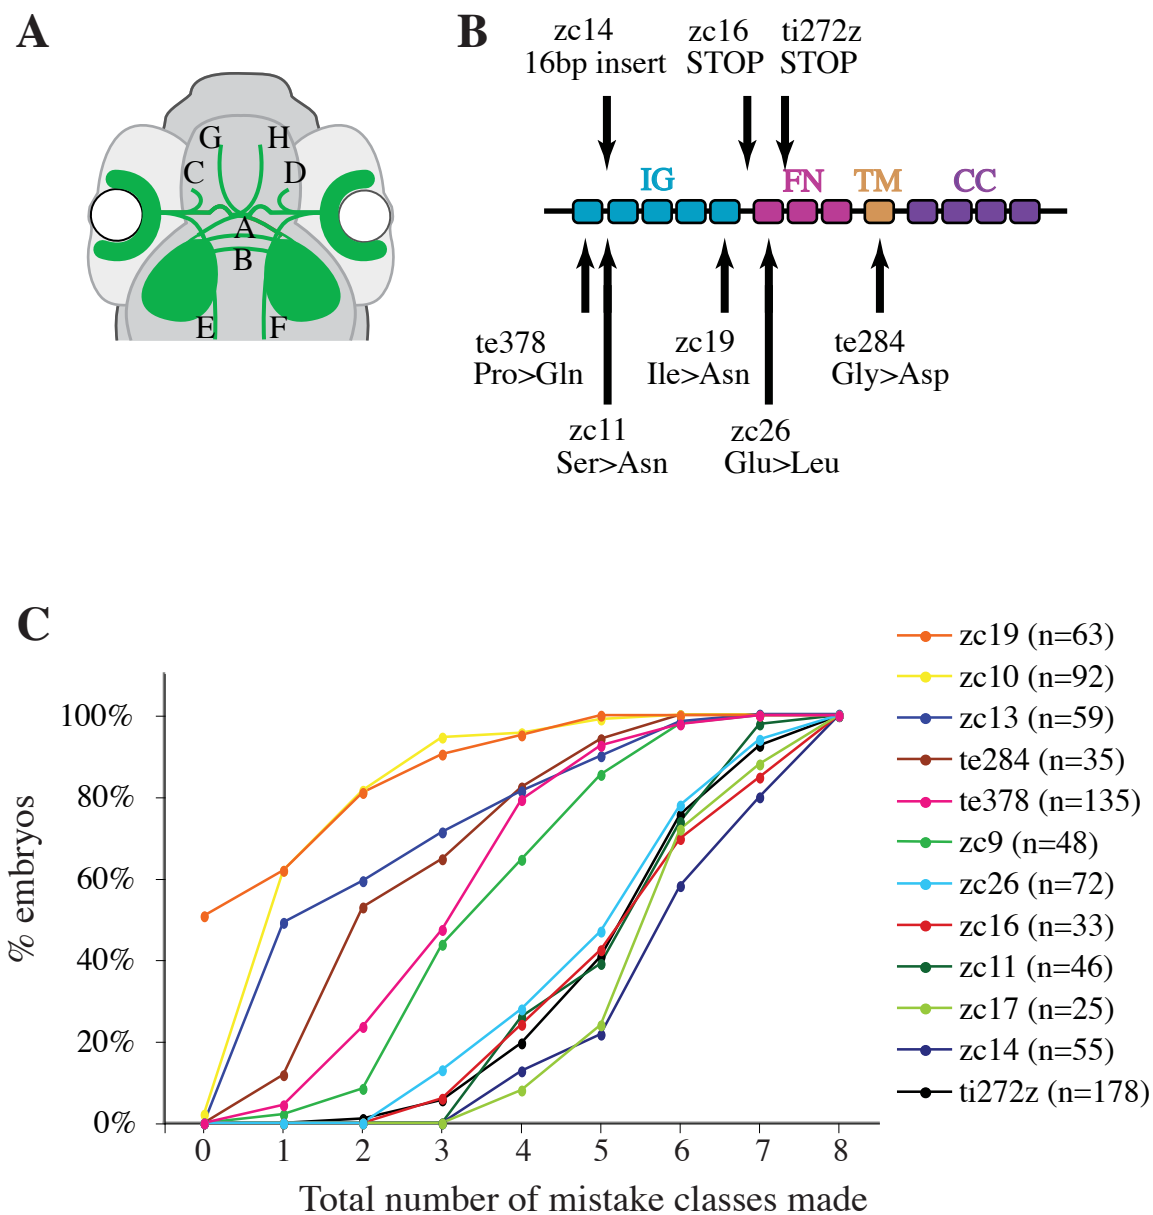 A
G H
C D
A
B
E F
B
zc14
16bp insert
zc16
STOP
ti272z
STOP
IG FN TM CC
te378
Pro>Gln
zc19
Ile>Asn
te284
Gly>Asp
zc11
Ser>Asn
zc26
Glu>Leu
C
100%
80%
60%
40%
20%
0%
% embryos
0 1 2 3 4 5 6 7 8
Total number of mistake classes made
zc19 (n=63)
zc10 (n=92)
zc13 (n=59)
te284 (n=35)
te378 (n=135)
zc9 (n=48)
zc26 (n=72)
zc16 (n=33)
zc11 (n=46)
zc17 (n=25)
zc14 (n=55)
ti272z (n=178)